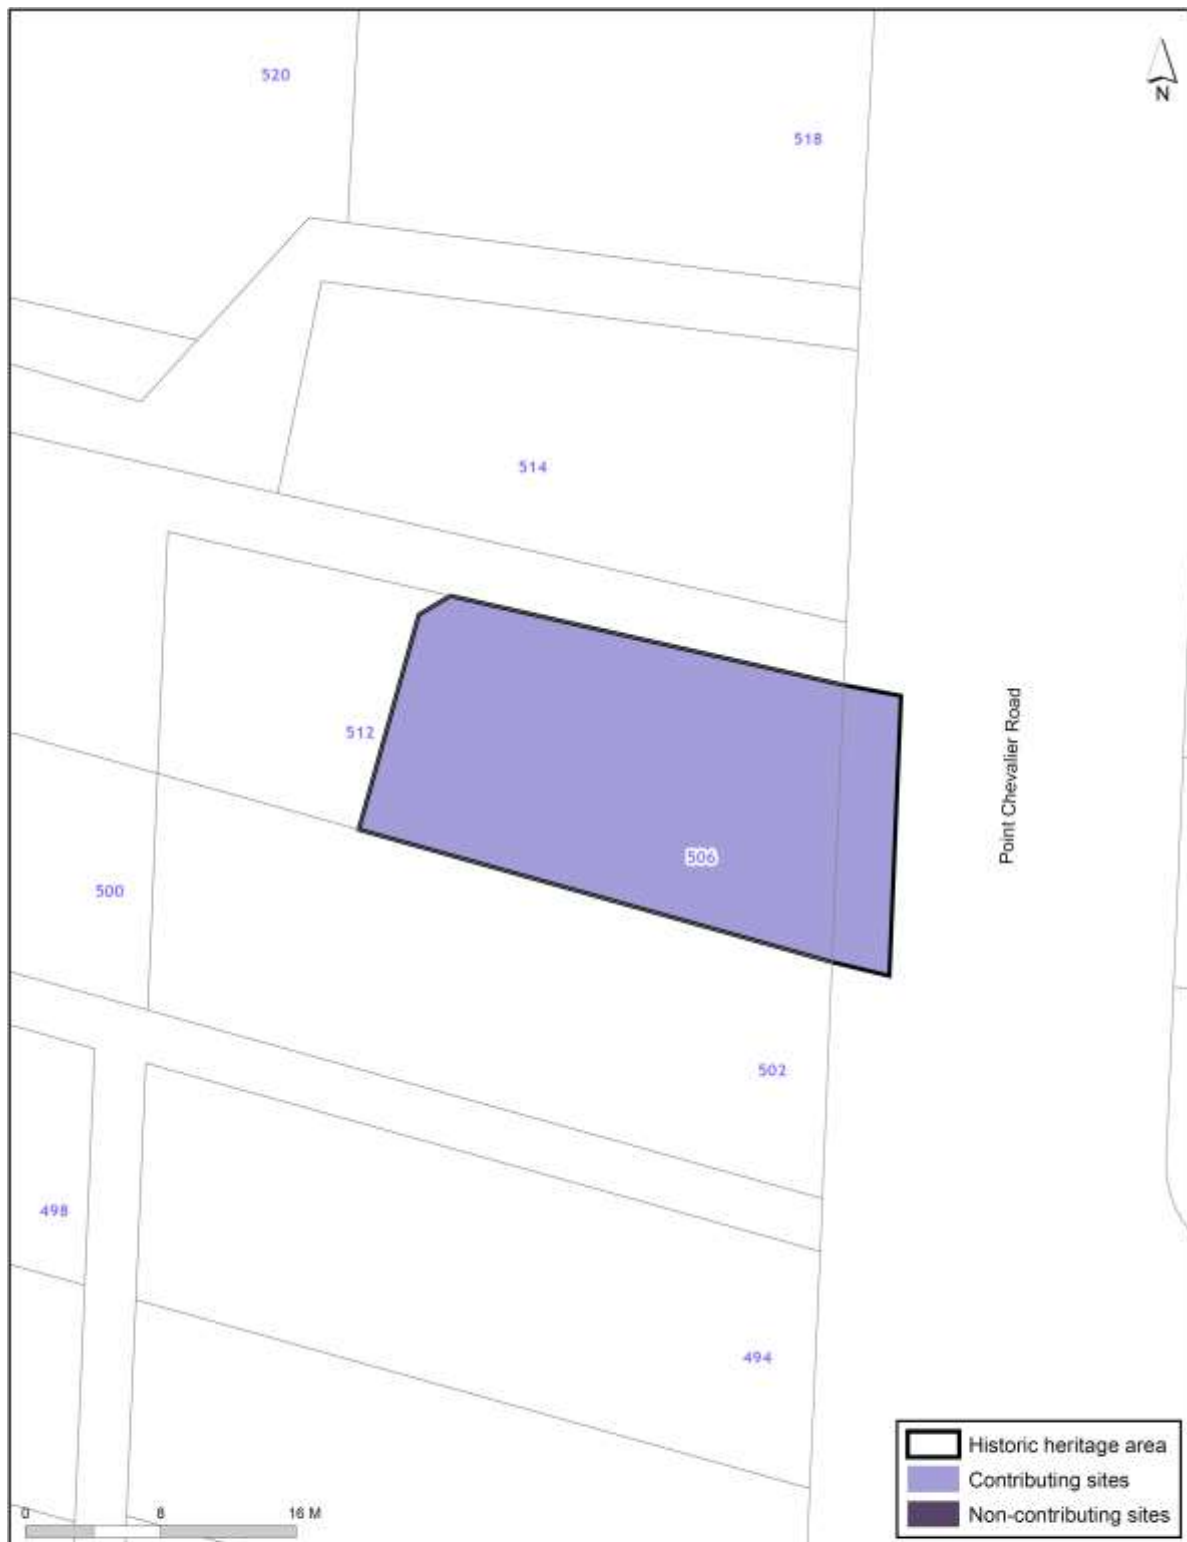 520
518
N
514
512
506
Point Chevalier Road
500
502
498
494
Historic heritage area
Contributing sites
Non-contributing sites
0 8 16 M